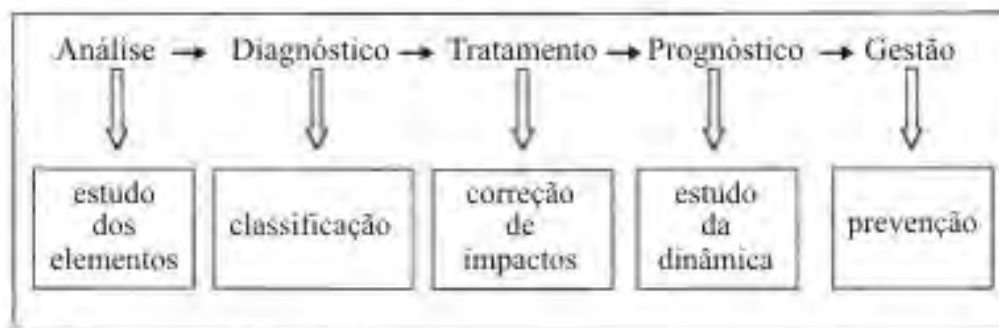 Análise → Diagnóstico → Tratamento → Prognóstico → Gestão
estudo
dos
elementos
classificação
correção
de
impactos
estudo
da
dinâmica
prevenção